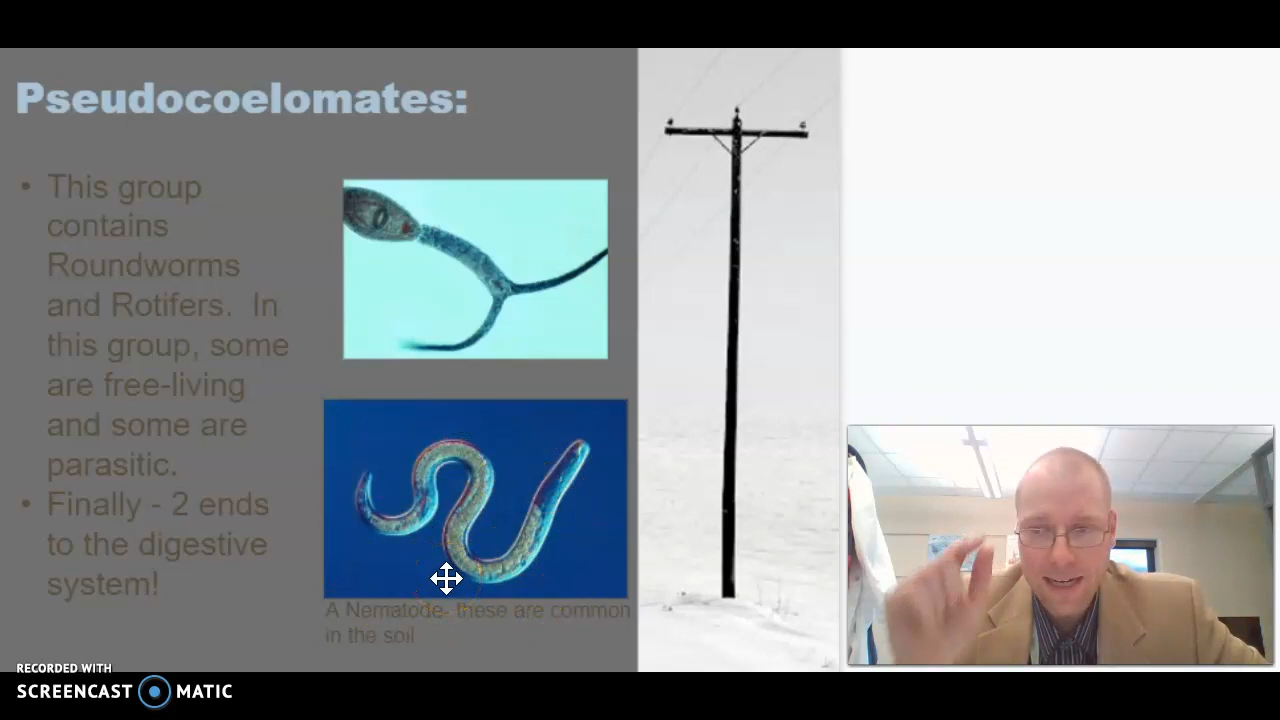 Pseudocoelomates:
• This group
contains
Roundworms
and Rotifers. In
this group, some
are free-living
and some are
parasitic.
• Finally - 2 ends
to the digestive
system!
A Nematode- these are common
in the soil
RECORDED WITH
SCREENCAST MATIC